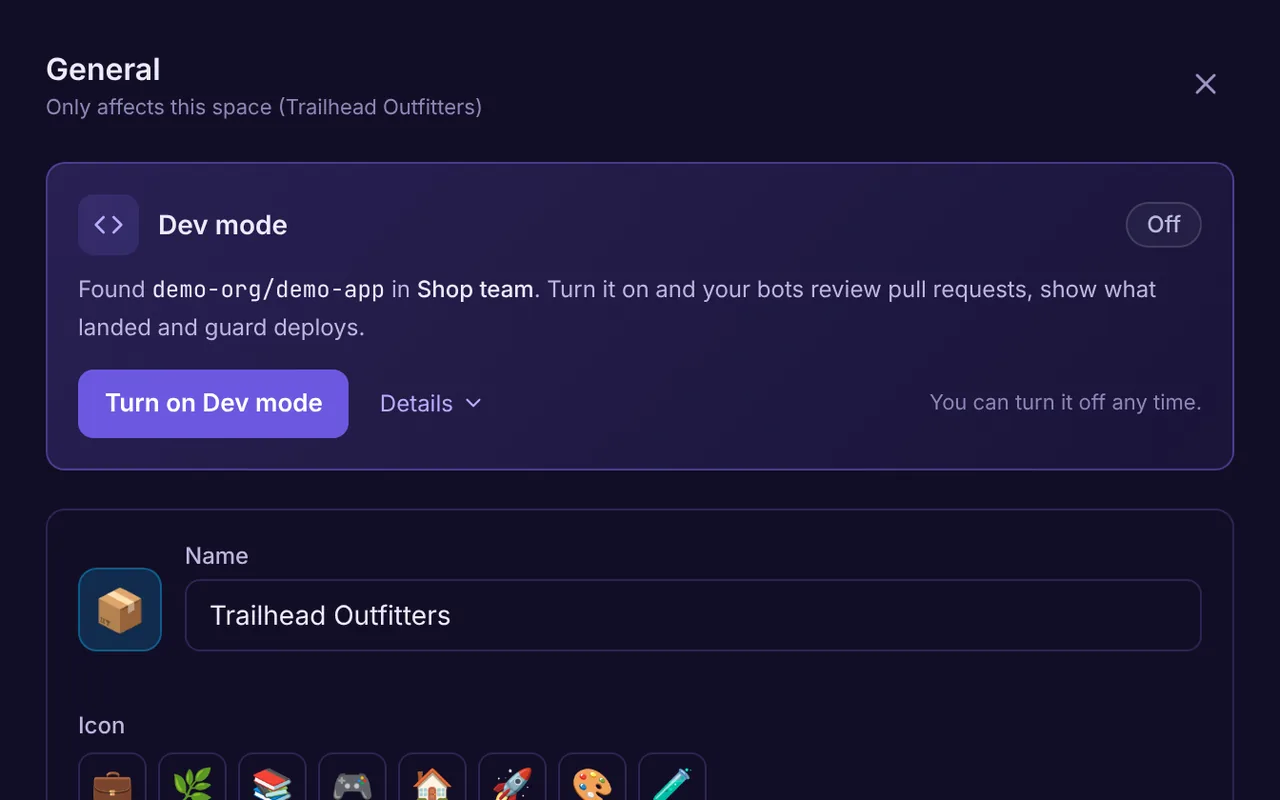 General
Only affects this space (Trailhead Outfitters)
Dev mode
Off
Found demo-org/demo-app in Shop team. Turn it on and your bots review pull requests, show what
landed and guard deploys.
Turn on Dev mode
Details
You can turn it off any time.
Name
Trailhead Outfitters
Icon